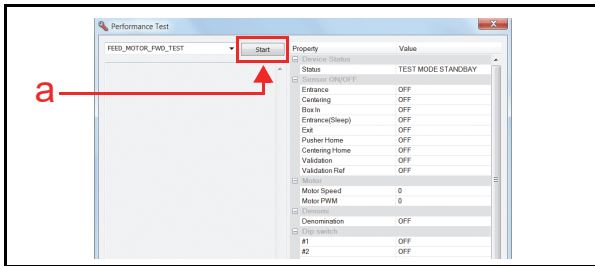 Performance Test
FEED_MOTOR_FWD_TEST Start
a
Property Value
Device Status
Status TEST MODE STANDBAY
Sensor ON/OFF
Entrance OFF
Centering OFF
Box In OFF
Entrance(Sleep) OFF
Exit OFF
Pusher Home OFF
Centering Home OFF
Validation OFF
Validation Ref OFF
Motor
Motor Speed 0
Motor PWM 0
Denomi
Denomination OFF
Dip switch
#1 OFF
#2 OFF